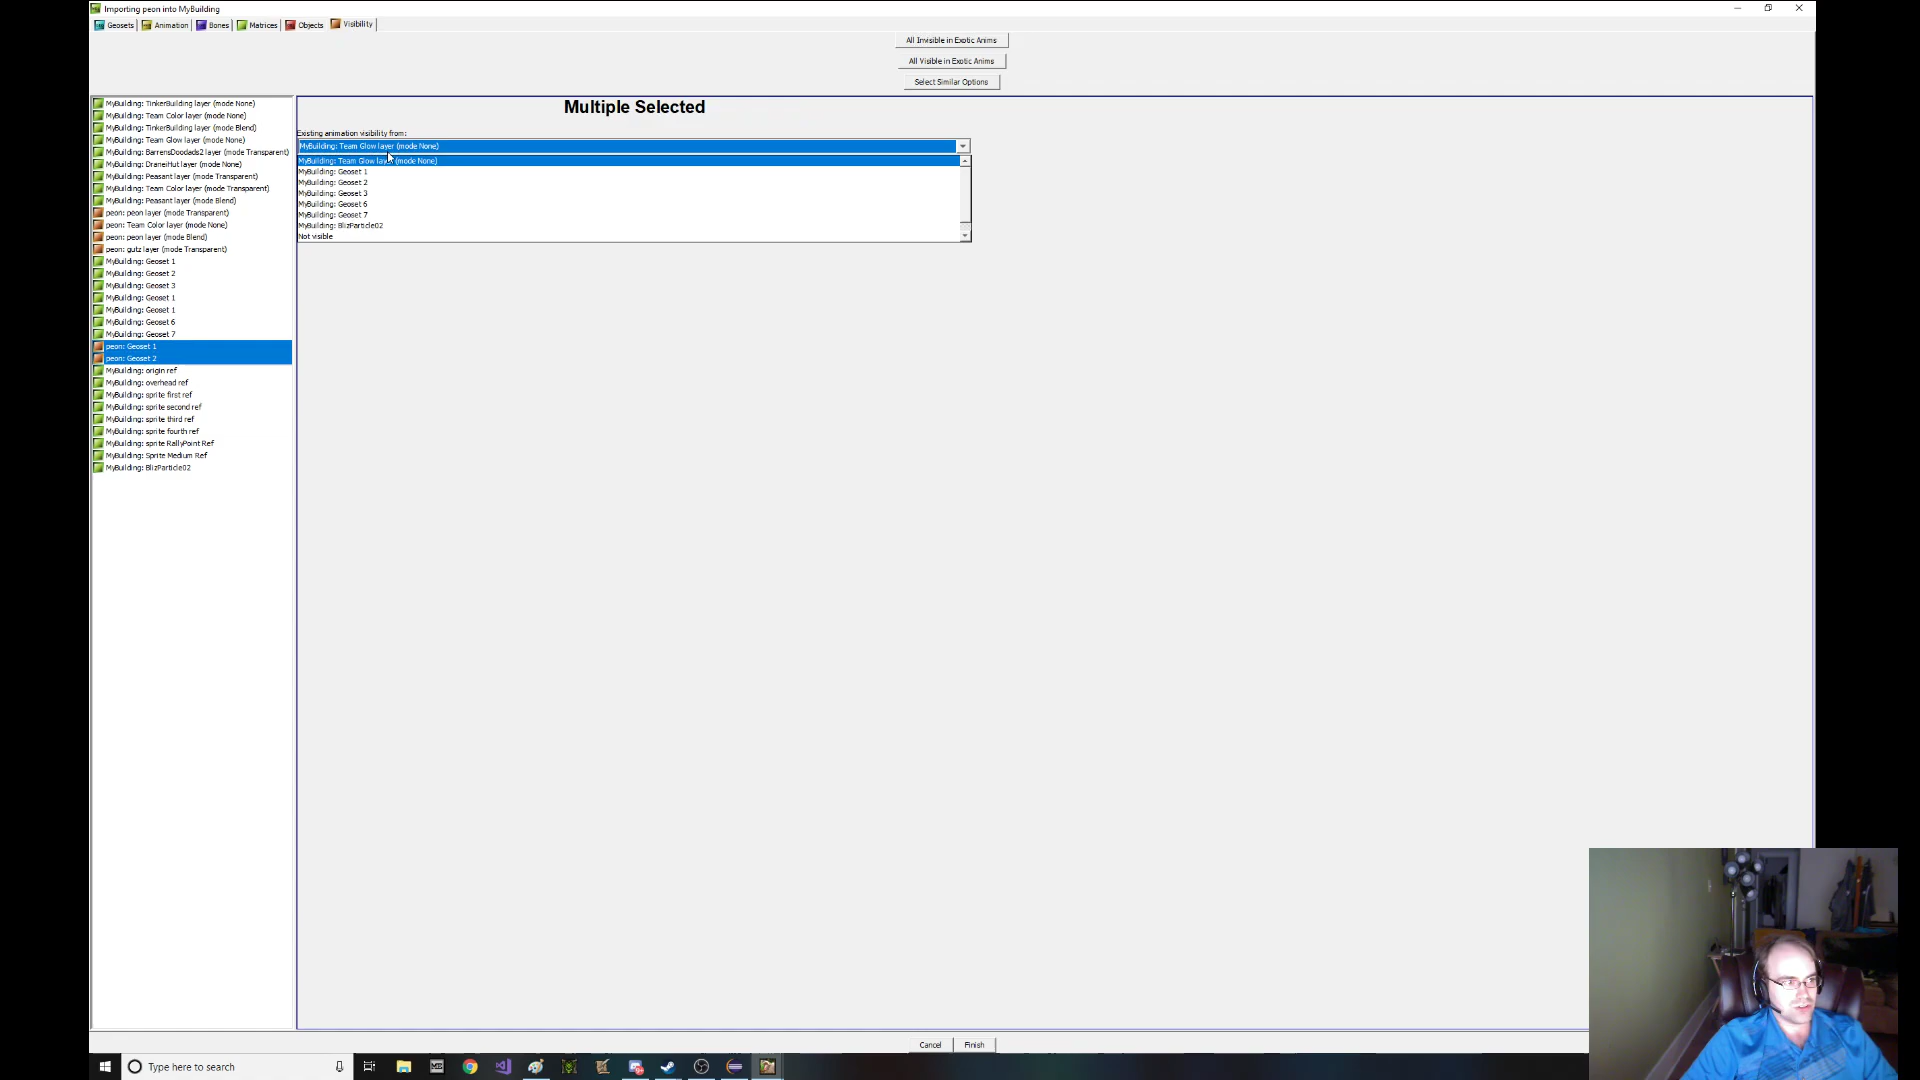 Importing peon into MyBuilding
Geosets Animation Bones Matrices Objects Visibility
All Invisible in Exotic Anims
All Visible in Exotic Anims
Select Similar Options
MyBuilding: TinkerBuilding layer (mode None)
MyBuilding: Team Color layer (mode None)
MyBuilding: TinkerBuilding layer (mode Blend)
MyBuilding: Team Glow layer (mode None)
MyBuilding: BarrensDoodads2 layer (mode Transparent)
MyBuilding: DraneiHut layer (mode None)
MyBuilding: Peasant layer (mode Transparent)
MyBuilding: Team Color layer (mode Transparent)
MyBuilding: Peasant layer (mode Blend)
peon: peon layer (mode Transparent)
peon: Team Color layer (mode None)
peon: peon layer (mode Blend)
peon: gutz layer (mode Transparent)
MyBuilding: Geoset 1
MyBuilding: Geoset 2
MyBuilding: Geoset 3
MyBuilding: Geoset 1
MyBuilding: Geoset 1
MyBuilding: Geoset 6
MyBuilding: Geoset 7
peon: Geoset 1
peon: Geoset 2
MyBuilding: origin ref
MyBuilding: overhead ref
MyBuilding: sprite first ref
MyBuilding: sprite second ref
MyBuilding: sprite third ref
MyBuilding: sprite fourth ref
MyBuilding: sprite RallyPoint Ref
MyBuilding: Sprite Medium Ref
MyBuilding: BlizParticle02
Multiple Selected
Existing animation visibility from:
MyBuilding: Team Glow layer (mode None)
MyBuilding: Team Glow layer (mode None)
MyBuilding: Geoset 1
MyBuilding: Geoset 2
MyBuilding: Geoset 3
MyBuilding: Geoset 6
MyBuilding: Geoset 7
MyBuilding: BlizParticle02
Not visible
Cancel Finish
Type here to search